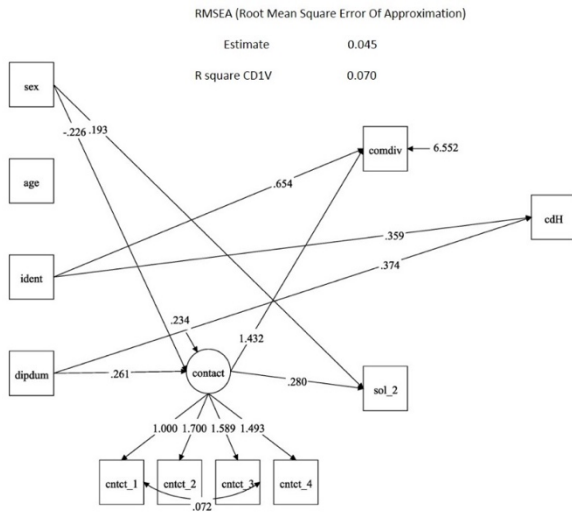 RMSEA (Root Mean Square Error Of Approximation)
Estimate 0.045
R square CD1V 0.070
sex
-.226 .193
comdiv 6.552
age
.654
cdH
.359
ident
.374
.234
1.432
dipdum .261 contact .280 sol_2
1.000 1.700 1.589 1.493
cntct_1 cntct_2 cntct_3 cntct_4
.072